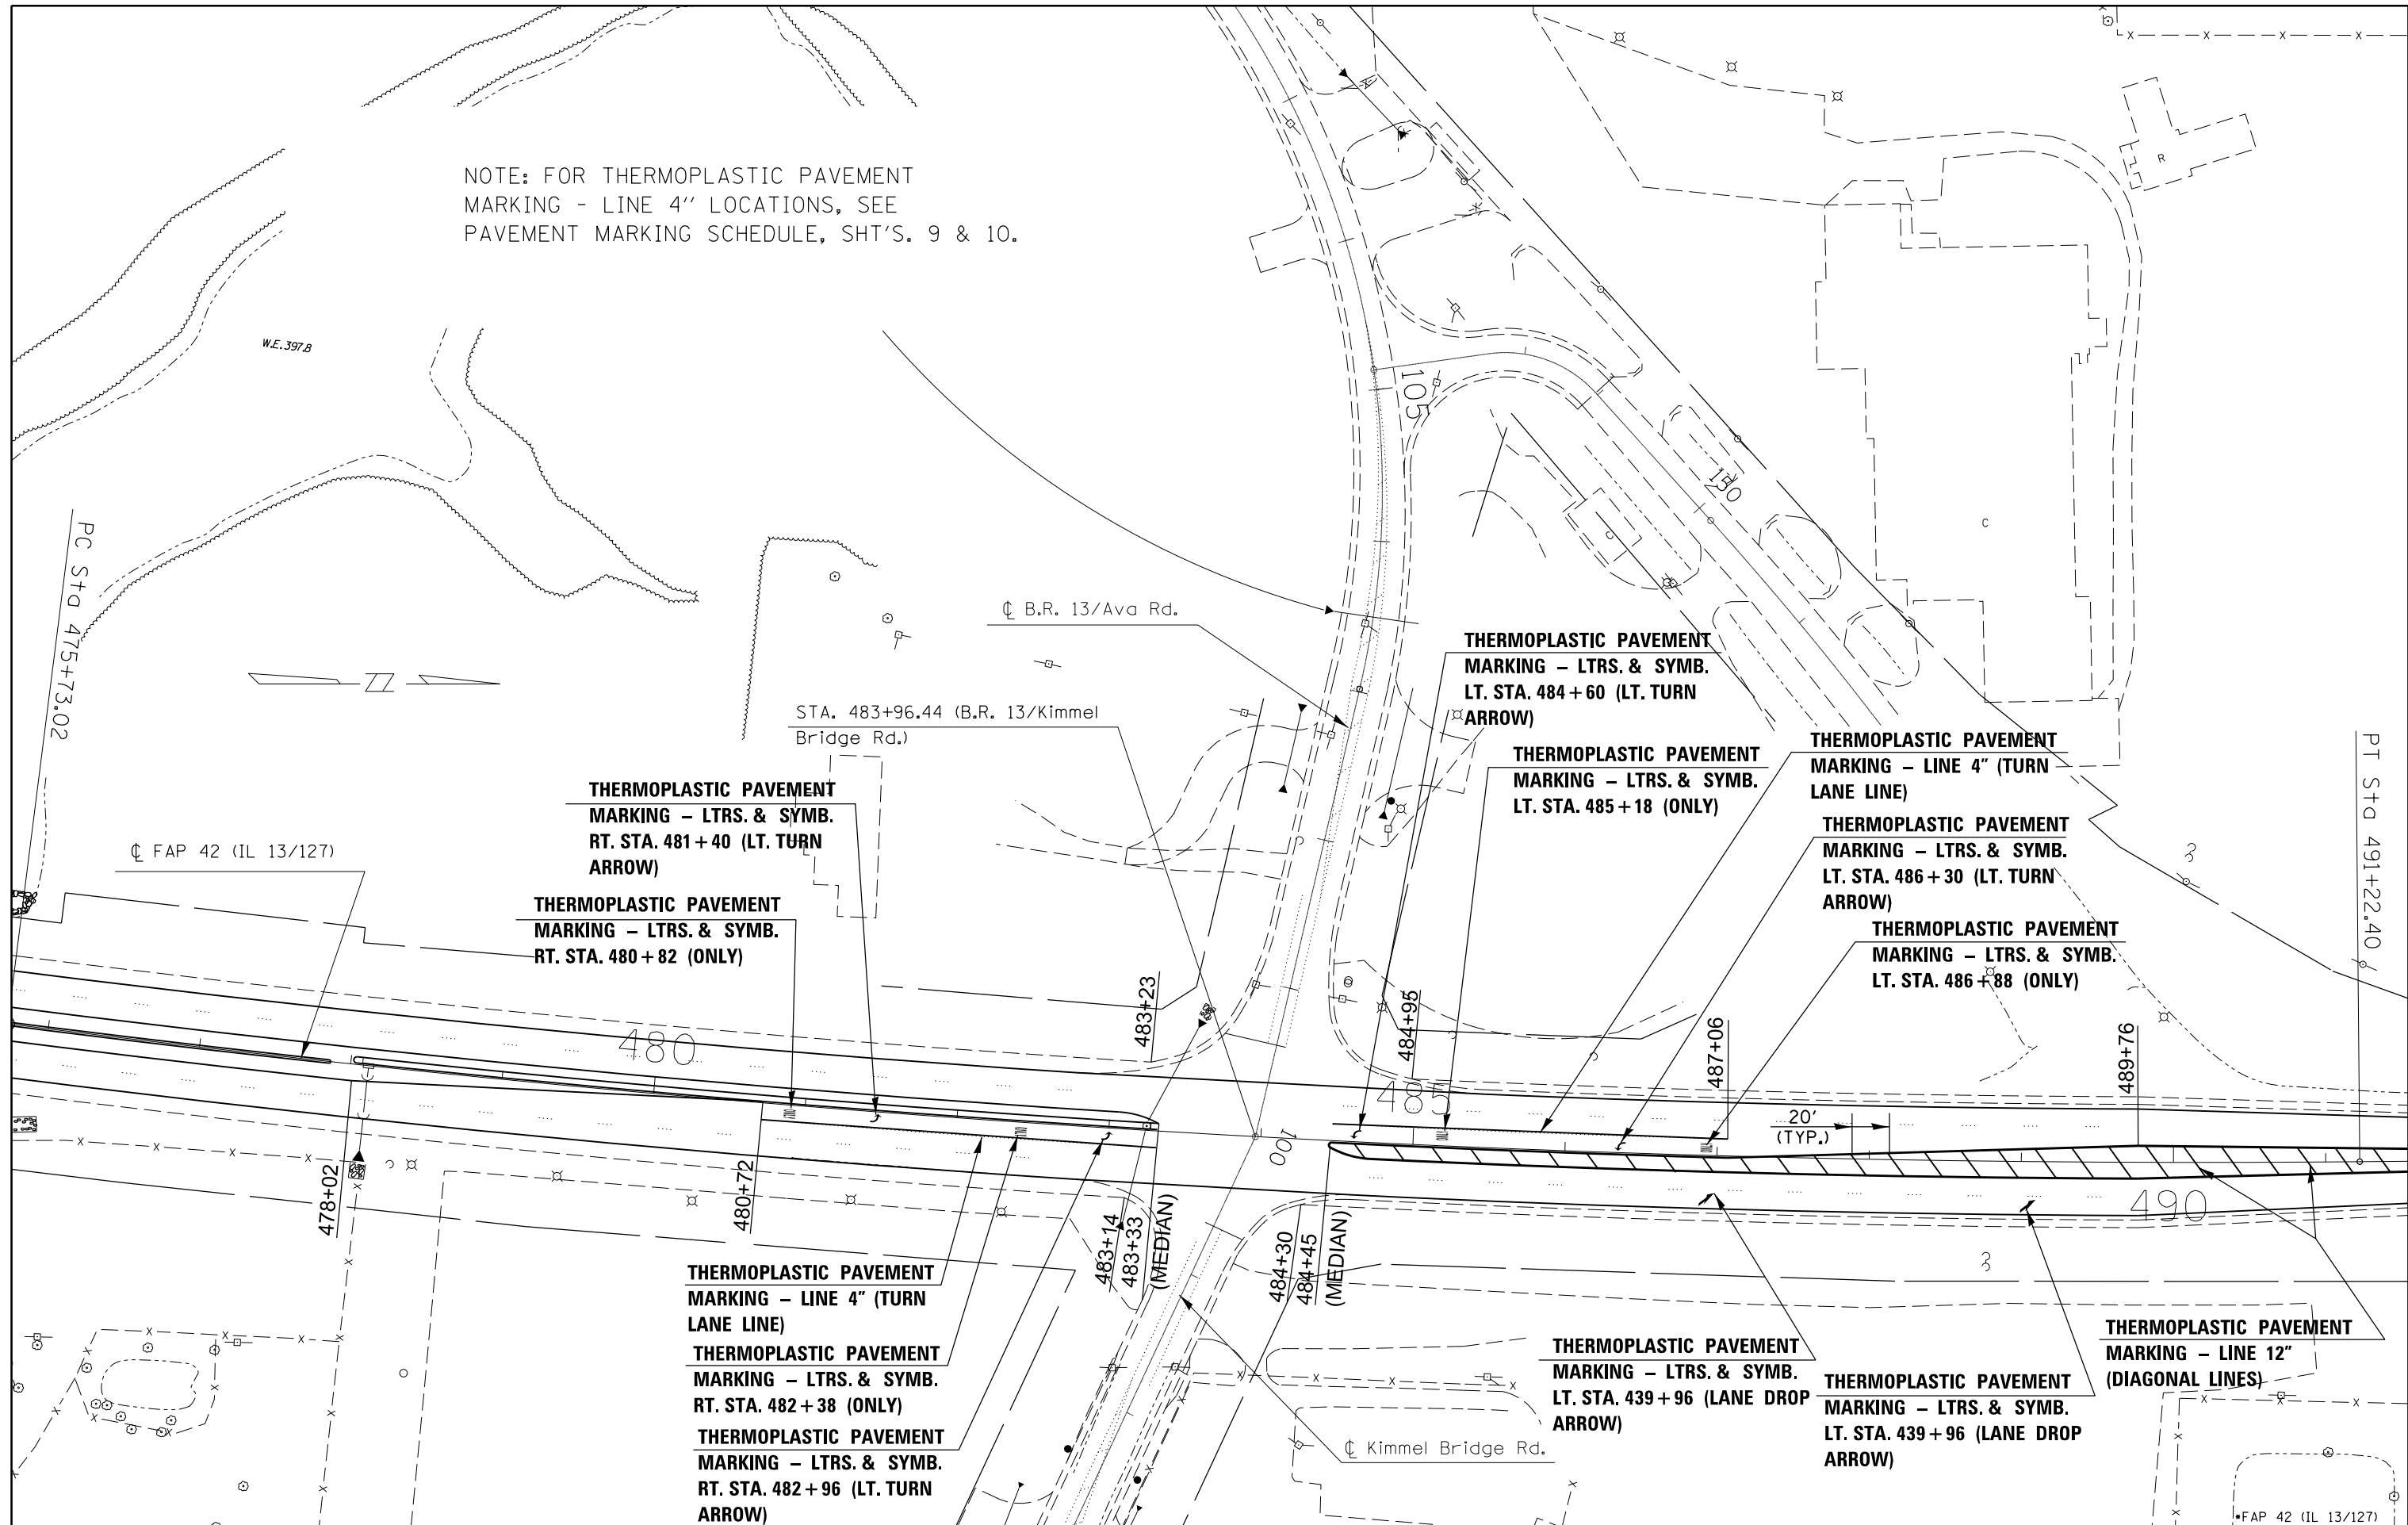 NOTE: FOR THERMOPLASTIC PAVEMENT
MARKING - LINE 4'' LOCATIONS, SEE
PAVEMENT MARKING SCHEDULE, SHT'S. 9 & 10.
W.E. 397.8
R
C
C
105
150
PC Sta 475+73.02
Z
℄ B.R. 13/Ava Rd.
STA. 483+96.44 (B.R. 13/Kimmel
Bridge Rd.)
THERMOPLASTIC PAVEMENT
MARKING – LTRS. & SYMB.
LT. STA. 484+60 (LT. TURN
ARROW)
THERMOPLASTIC PAVEMENT
MARKING – LTRS. & SYMB.
LT. STA. 485+18 (ONLY)
THERMOPLASTIC PAVEMENT
MARKING – LINE 4" (TURN
LANE LINE)
THERMOPLASTIC PAVEMENT
MARKING – LTRS. & SYMB.
LT. STA. 486+30 (LT. TURN
ARROW)
THERMOPLASTIC PAVEMENT
MARKING – LTRS. & SYMB.
LT. STA. 486+88 (ONLY)
PT Sta 491+22.40
THERMOPLASTIC PAVEMENT
MARKING – LTRS. & SYMB.
RT. STA. 481+40 (LT. TURN
ARROW)
℄ FAP 42 (IL 13/127)
THERMOPLASTIC PAVEMENT
MARKING – LTRS. & SYMB.
RT. STA. 480+82 (ONLY)
480
483+23
484+95
485
487+06
489+76
20'
(TYP.)
100
490
478+02
480+72
483+14
483+33
(MEDIAN)
484+30
484+45
(MEDIAN)
THERMOPLASTIC PAVEMENT
MARKING – LINE 4" (TURN
LANE LINE)
THERMOPLASTIC PAVEMENT
MARKING – LTRS. & SYMB.
RT. STA. 482+38 (ONLY)
THERMOPLASTIC PAVEMENT
MARKING – LTRS. & SYMB.
RT. STA. 482+96 (LT. TURN
ARROW)
℄ Kimmel Bridge Rd.
THERMOPLASTIC PAVEMENT
MARKING – LTRS. & SYMB.
LT. STA. 439+96 (LANE DROP
ARROW)
THERMOPLASTIC PAVEMENT
MARKING – LTRS. & SYMB.
LT. STA. 439+96 (LANE DROP
ARROW)
THERMOPLASTIC PAVEMENT
MARKING – LINE 12"
(DIAGONAL LINES)
•FAP 42 (IL 13/127)